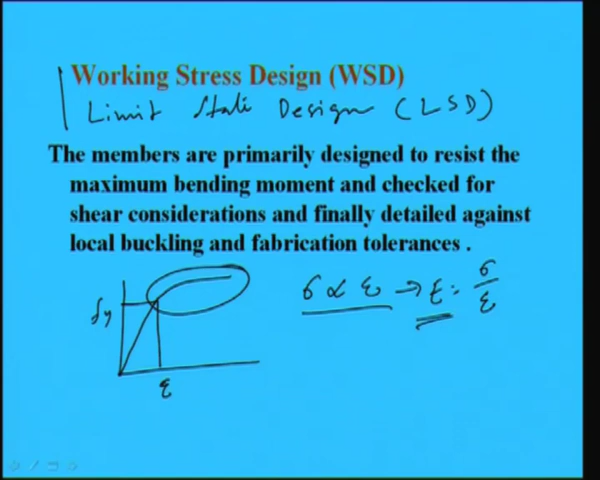 Working Stress Design (WSD)
Limit State Design (LSD)
The members are primarily designed to resist the
maximum bending moment and checked for
shear considerations and finally detailed against
local buckling and fabrication tolerances .
σ ∝ ε → E = σ/ε
fy
ε